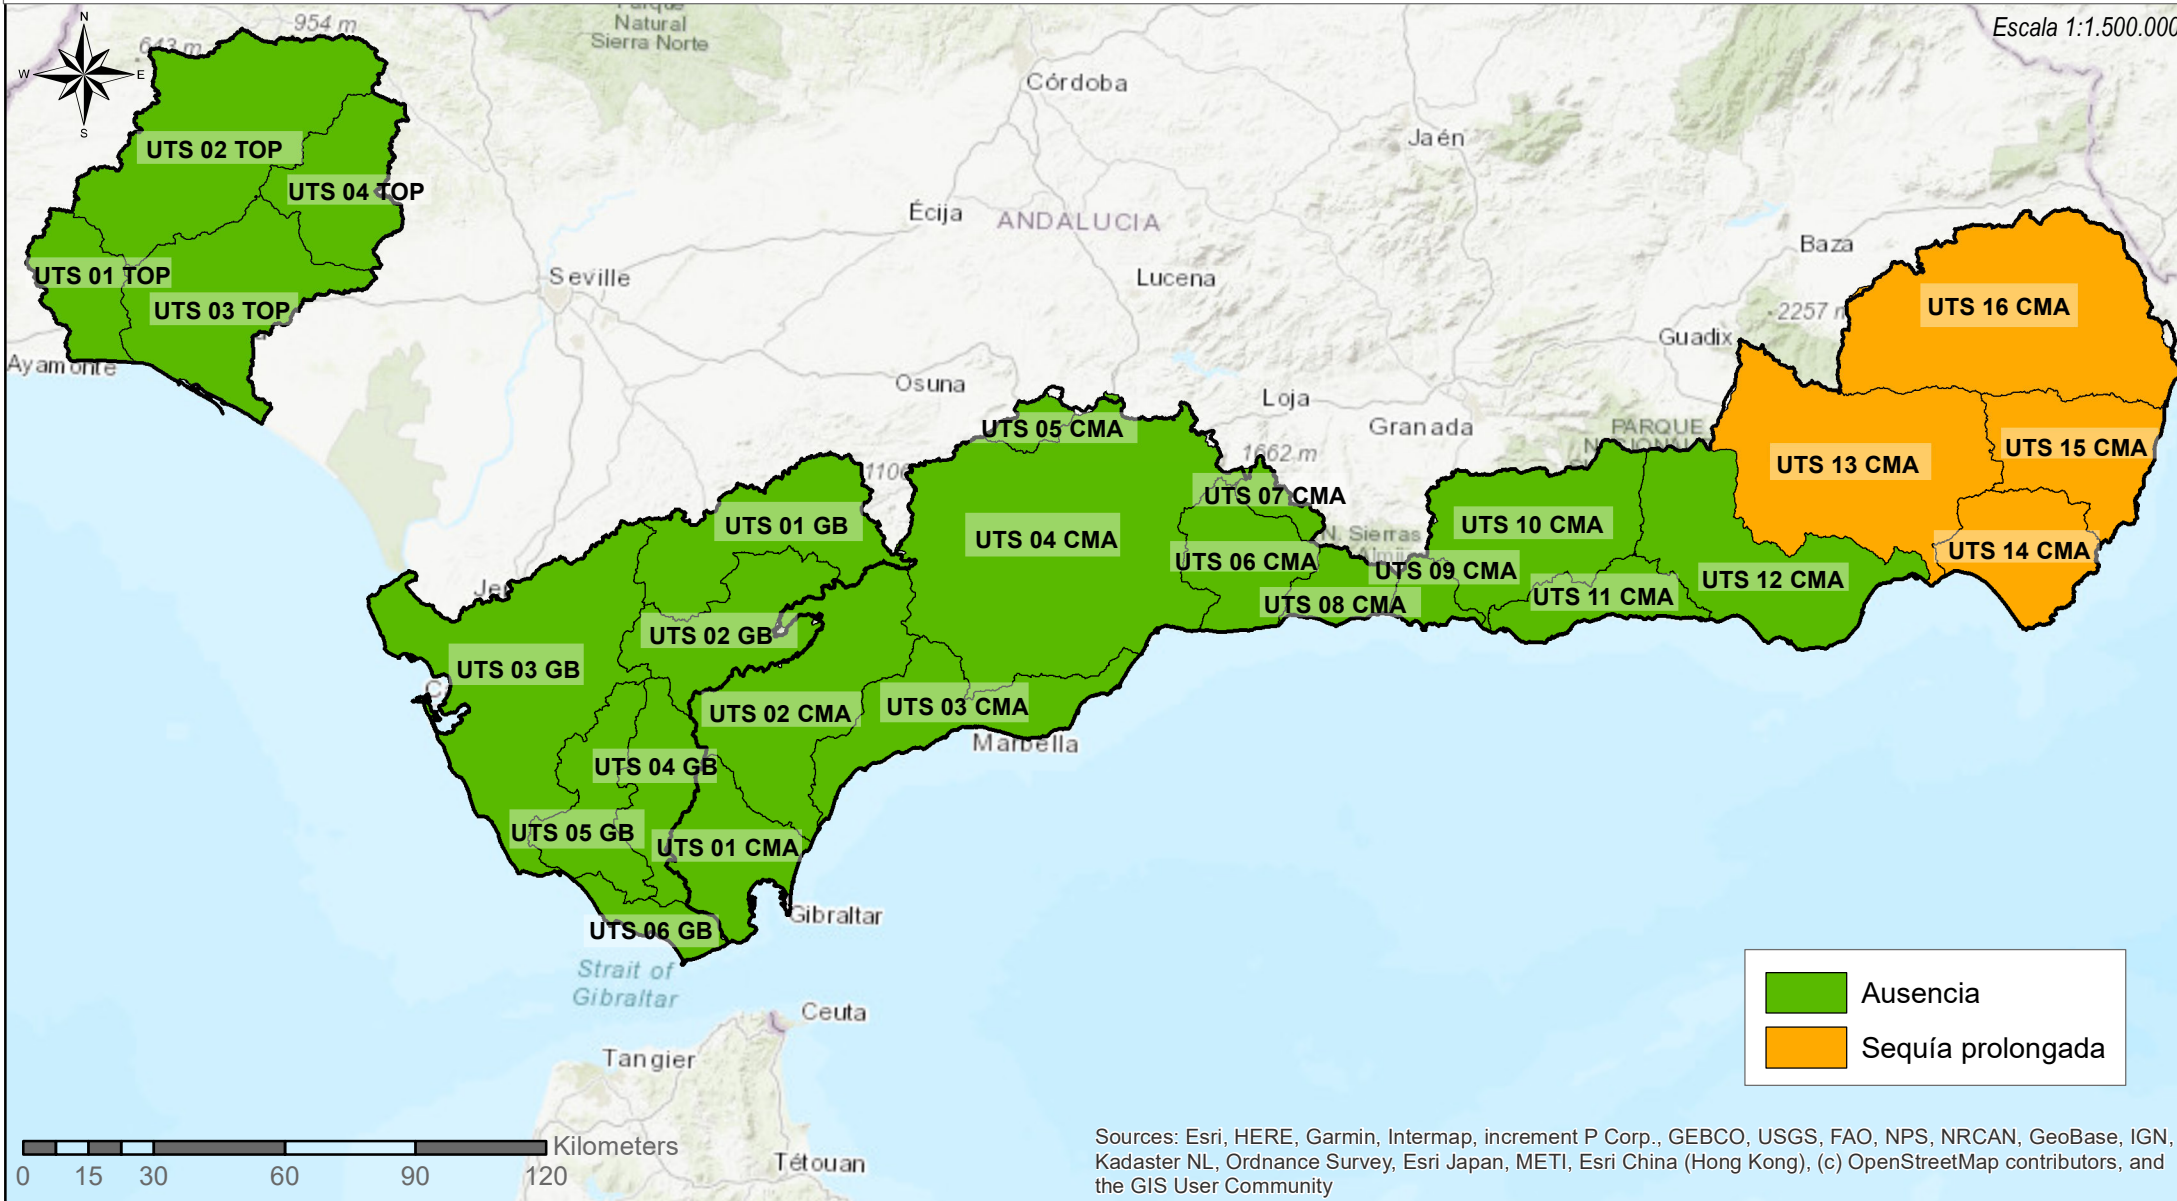 Escala 1:1.500.000
N
W
E
S
954 m
643 m
Natural
Sierra Norte
Córdoba
Jaén
UTS 02 TOP
UTS 04 TOP
Écija
ANDALUCIA
Baza
UTS 01 TOP
UTS 03 TOP
Seville
Lucena
2257 m
UTS 16 CMA
Guadix
Ayamonte
Osuna
Loja
Granada
PARQUE
UTS 05 CMA
1662 m
UTS 13 CMA
UTS 15 CMA
UTS 07 CMA
UTS 01 GB
UTS 04 CMA
UTS 10 CMA
N. Sierras
UTS 14 CMA
UTS 06 CMA
UTS 09 CMA
UTS 12 CMA
UTS 08 CMA
UTS 11 CMA
UTS 02 GB
UTS 03 GB
UTS 02 CMA
UTS 03 CMA
Marbella
UTS 04 GB
UTS 05 GB
UTS 01 CMA
Gibraltar
UTS 06 GB
Strait of
Gibraltar
Ceuta
Tangier
Tétouan
Ausencia
Sequía prolongada
Kilometers
0 15 30 60 90 120
Sources: Esri, HERE, Garmin, Intermap, increment P Corp., GEBCO, USGS, FAO, NPS, NRCAN, GeoBase, IGN,
Kadaster NL, Ordnance Survey, Esri Japan, METI, Esri China (Hong Kong), (c) OpenStreetMap contributors, and
the GIS User Community